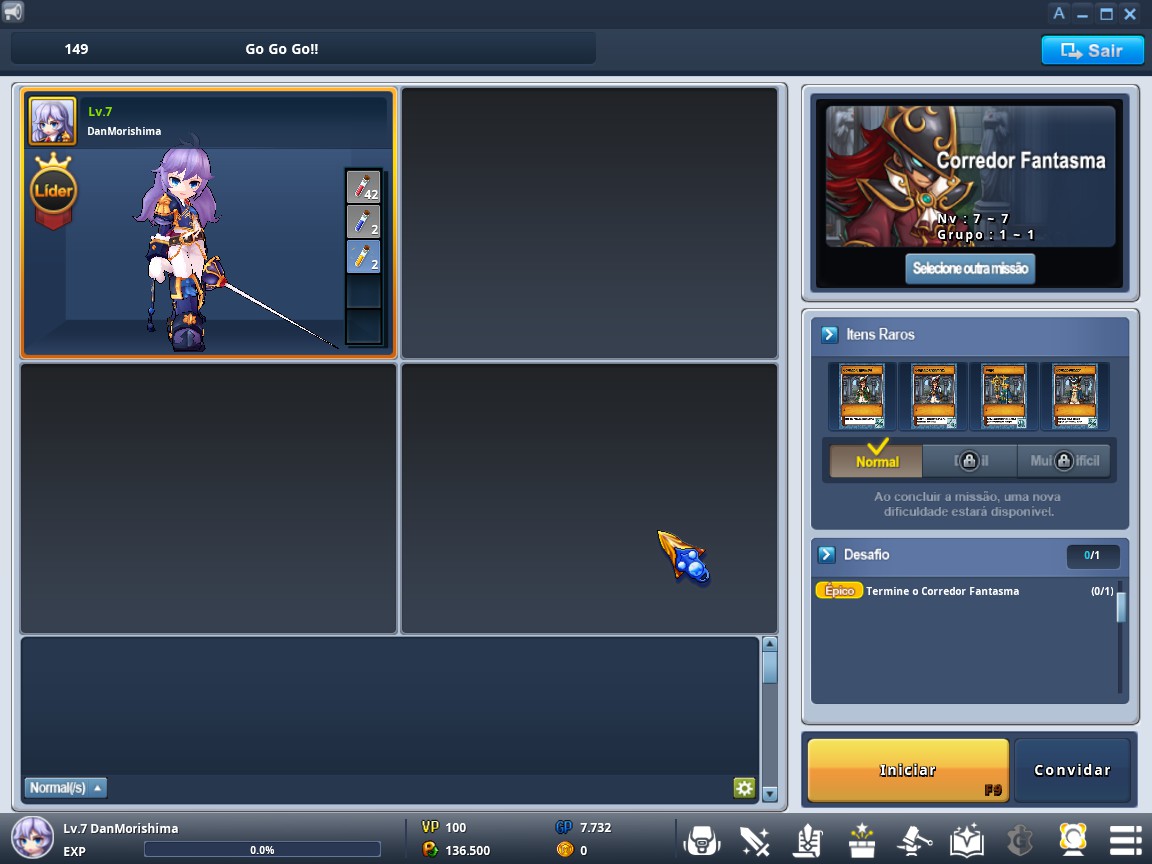 A
149 Go Go Go!!
Sair
Lv.7
DanMorishima
Líder
42
2
2
Corredor Fantasma
Nv : 7 ~ 7
Grupo : 1 ~ 1
Selecione outra missão
Itens Raros
Normal
Ao concluir a missão, uma nova
dificuldade estará disponível.
Desafio 0/1
Épico Termine o Corredor Fantasma (0/1)
Normal(/s)
Iniciar
F9
Convidar
Lv.7 DanMorishima
EXP 0.0%
VP 100
GP 7.732
136.500
0